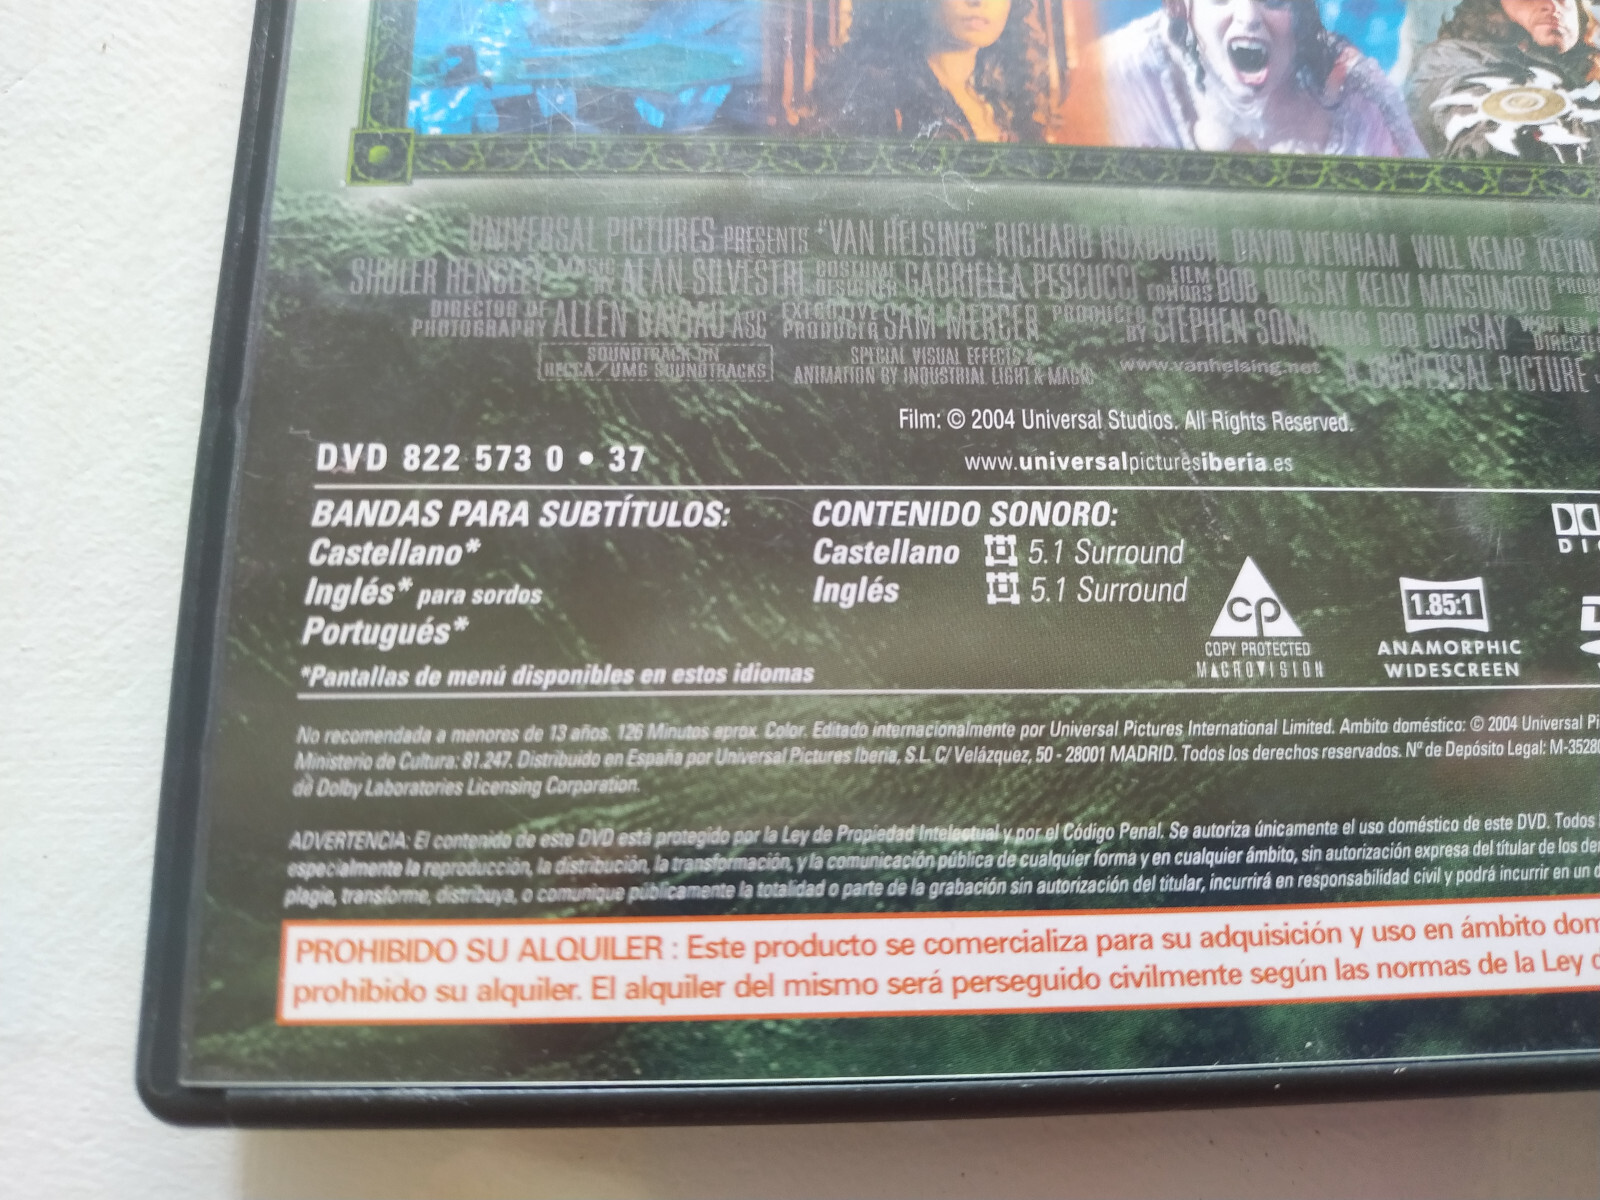 UNIVERSAL PICTURES PRESENTS "VAN HELSING" RICHARD ROXBURGH DAVID WENHAM WILL KEMP KEVIN
SHULER HENSLEY MUSIC BY ALAN SILVESTRI COSTUME DESIGNER GABRIELLA PESCUCCI FILM EDITORS BOB DUCSAY KELLY MATSUMOTO
DIRECTOR OF PHOTOGRAPHY ALLEN DAVIAU ASC EXECUTIVE PRODUCER SAM MERCER PRODUCED BY STEPHEN SOMMERS BOB DUCSAY WRITTEN
SOUNDTRACK ON
DECCA/UMG SOUNDTRACKS
SPECIAL VISUAL EFFECTS &
ANIMATION BY INDUSTRIAL LIGHT & MAGIC
www.vanhelsing.net
A UNIVERSAL PICTURE
Film: © 2004 Universal Studios. All Rights Reserved.
DVD 822 573 0 • 37
www.universalpicturesiberia.es
BANDAS PARA SUBTÍTULOS:
Castellano*
Inglés* para sordos
Portugués*
*Pantallas de menú disponibles en estos idiomas
CONTENIDO SONORO:
Castellano 5.1 Surround
Inglés 5.1 Surround
cp
COPY PROTECTED
MACROVISION
1.85:1
ANAMORPHIC
WIDESCREEN
No recomendada a menores de 13 años. 126 Minutos aprox. Color. Editado internacionalmente por Universal Pictures International Limited. Ambito doméstico: © 2004 Universal
Ministerio de Cultura: 81.247. Distribuido en España por Universal Pictures Iberia, S.L. C/ Velázquez, 50 - 28001 MADRID. Todos los derechos reservados. Nº de Depósito Legal: M-35280
de Dolby Laboratories Licensing Corporation.
ADVERTENCIA: El contenido de este DVD está protegido por la Ley de Propiedad Intelectual y por el Código Penal. Se autoriza únicamente el uso doméstico de este DVD. Todos
especialmente la reproducción, la distribución, la transformación, y la comunicación pública de cualquier forma y en cualquier ámbito, sin autorización expresa del titular de los
plagie, transforme, distribuya, o comunique públicamente la totalidad o parte de la grabación sin autorización del titular, incurrirá en responsabilidad civil y podrá incurrir en un
PROHIBIDO SU ALQUILER : Este producto se comercializa para su adquisición y uso en ámbito
prohibido su alquiler. El alquiler del mismo será perseguido civilmente según las normas de la Ley